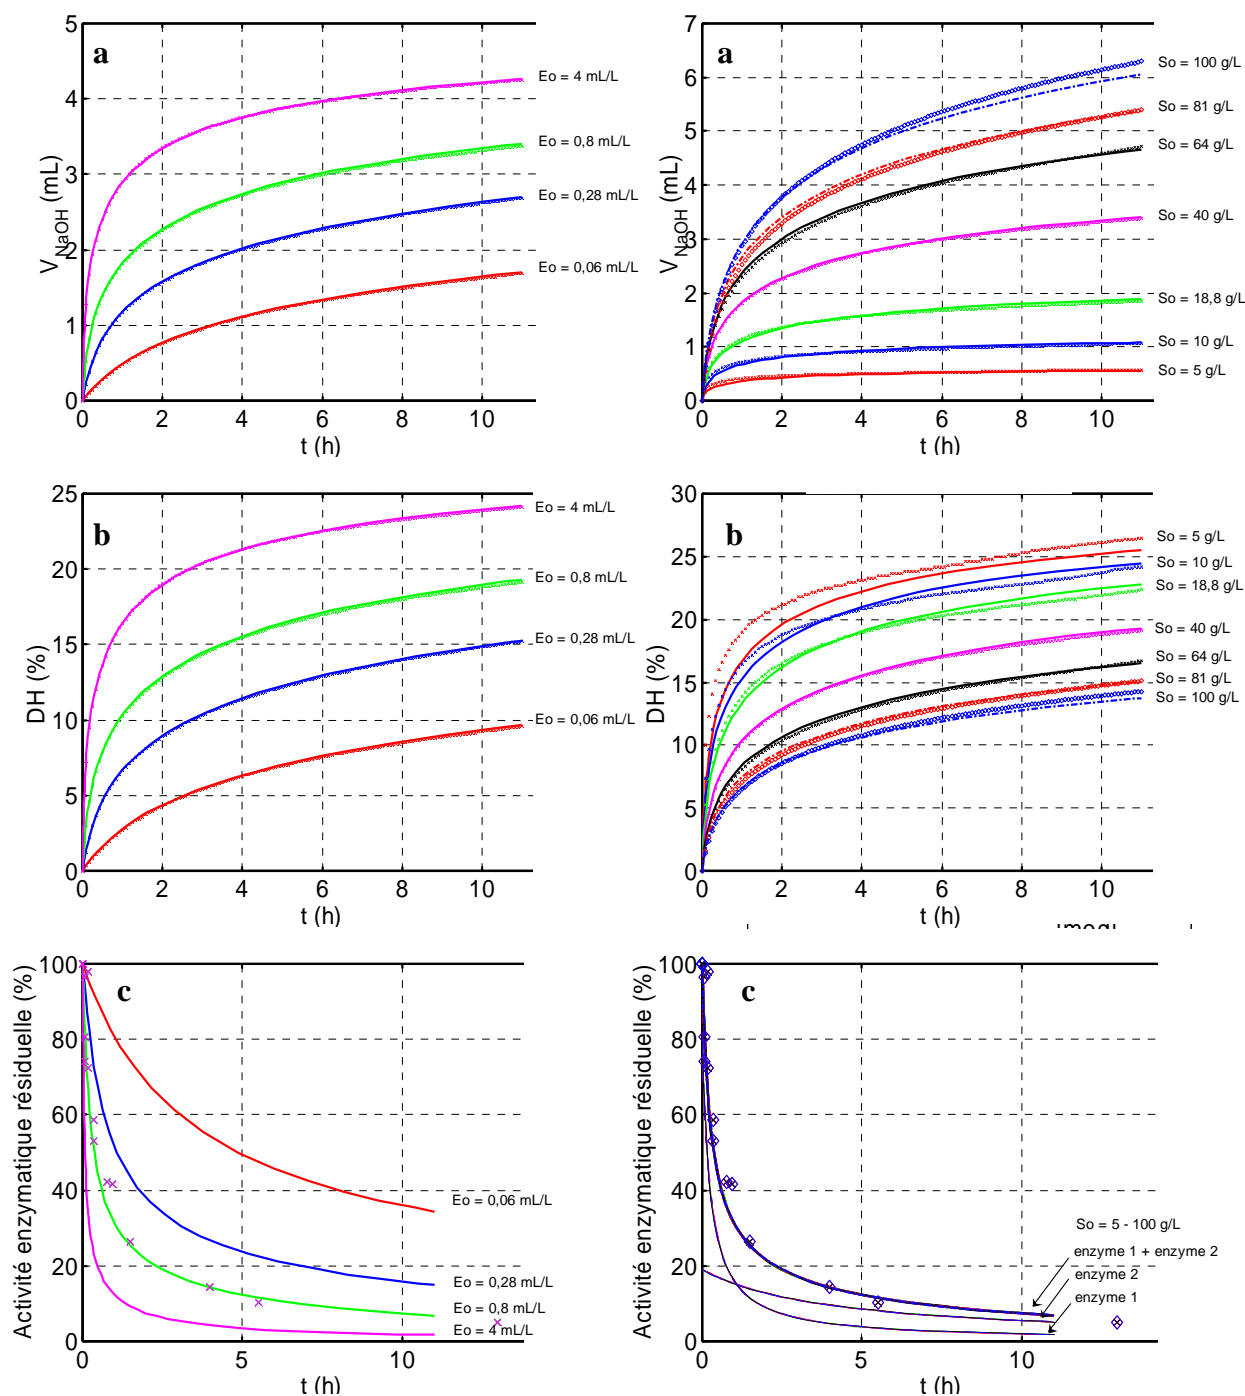 a
V_NaOH (mL)
5
4
3
2
1
0
0 2 4 6 8 10
t (h)
Eo = 4 mL/L
Eo = 0,8 mL/L
Eo = 0,28 mL/L
Eo = 0,06 mL/L
a
V_NaOH (mL)
7
6
5
4
3
2
1
0
0 2 4 6 8 10
t (h)
So = 100 g/L
So = 81 g/L
So = 64 g/L
So = 40 g/L
So = 18,8 g/L
So = 10 g/L
So = 5 g/L
b
DH (%)
25
20
15
10
5
0
0 2 4 6 8 10
t (h)
Eo = 4 mL/L
Eo = 0,8 mL/L
Eo = 0,28 mL/L
Eo = 0,06 mL/L
b
DH (%)
30
25
20
15
10
5
0
0 2 4 6 8 10
t (h)
So = 5 g/L
So = 10 g/L
So = 18,8 g/L
So = 40 g/L
So = 64 g/L
So = 81 g/L
So = 100 g/L
c
Activité enzymatique résiduelle (%)
100
80
60
40
20
0
0 5 10
t (h)
Eo = 0,06 mL/L
Eo = 0,28 mL/L
Eo = 0,8 mL/L
Eo = 4 mL/L
c
Activité enzymatique résiduelle (%)
100
80
60
40
20
0
0 5 10
t (h)
So = 5 - 100 g/L
enzyme 1 + enzyme 2
enzyme 2
enzyme 1